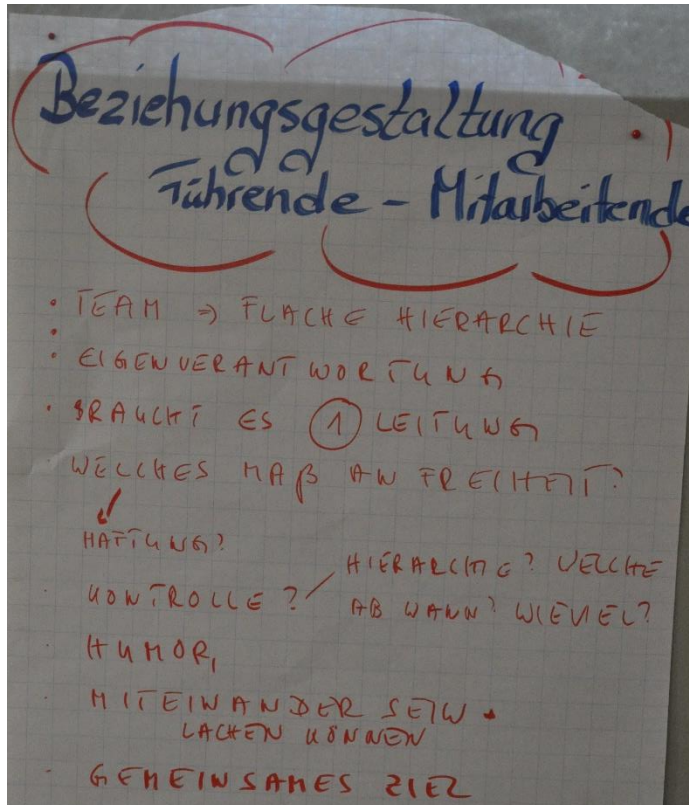 Beziehungsgestaltung
Führende - Mitarbeitende
· TEAM => FLACHE HIERARCHIE
· EIGENVERANTWORTUNG
· BRAUCHT ES 1 LEITUNG
WELCHES MAß AN FREIHEIT?
HAFTUNG?
HIERARCHIE? WELCHE
KONTROLLE? / AB WANN? WIEVIEL?
· HUMOR,
MITEINANDER SEIN
LACHEN KÖNNEN
· GEMEINSAMES ZIEL